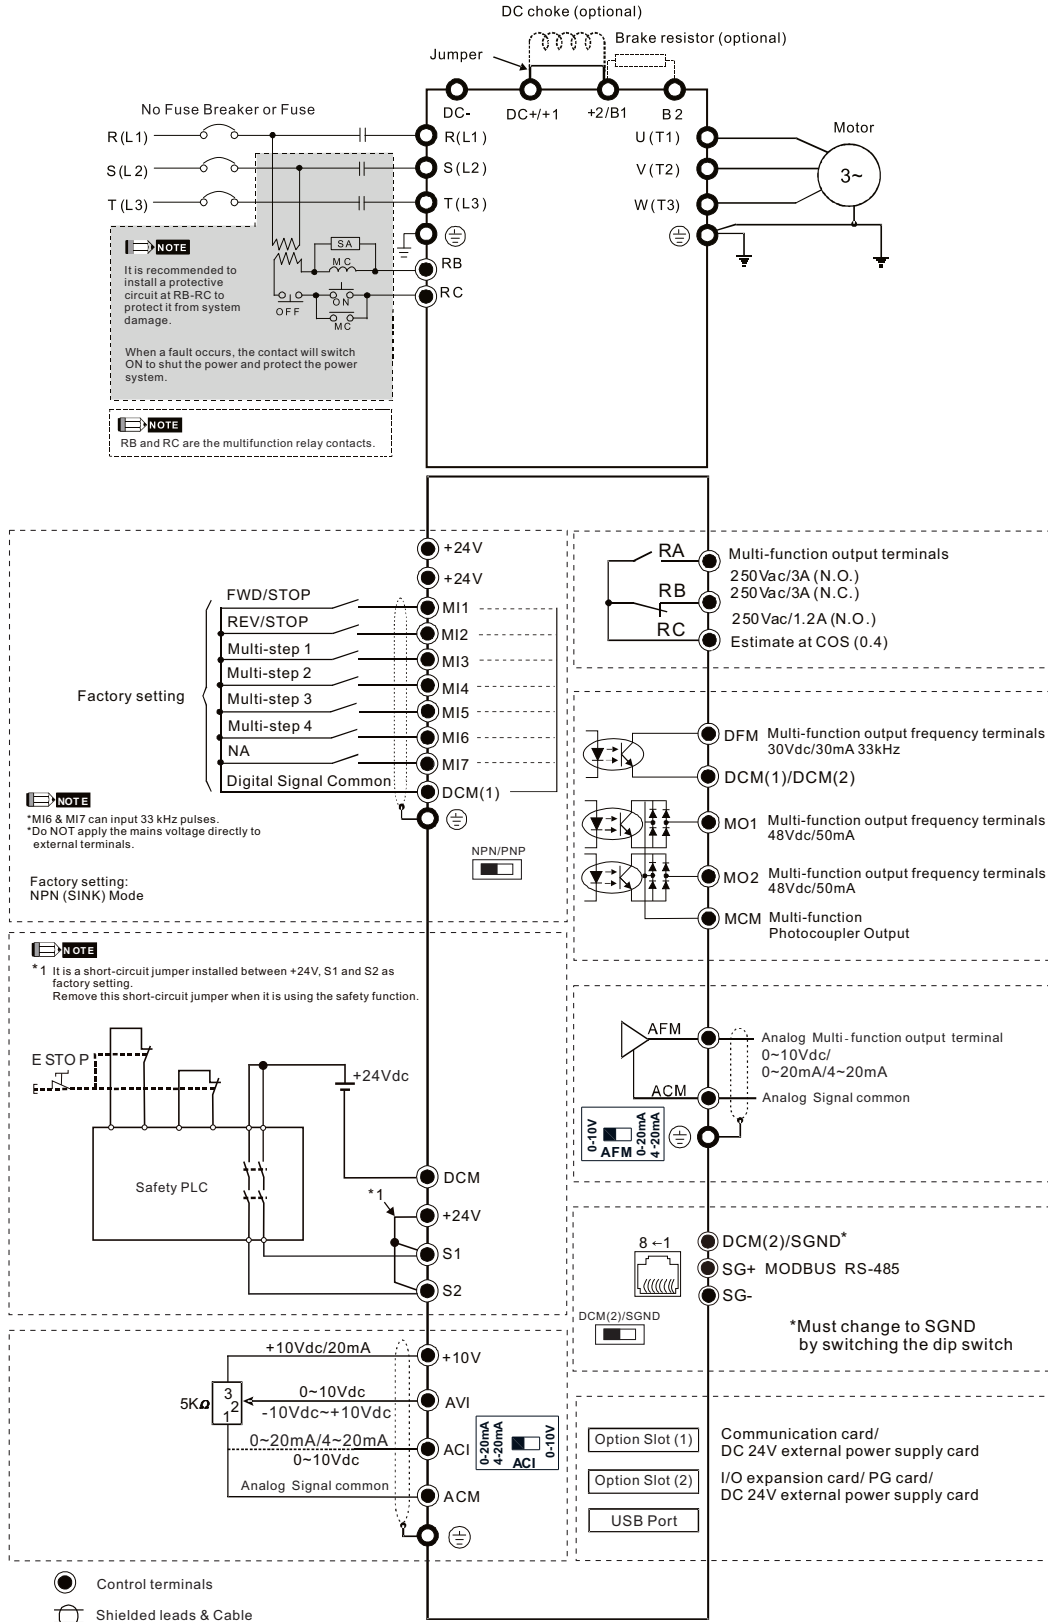 DC choke (optional)
Brake resistor (optional)
Jumper
DC-
DC+/+1
+2/B1
B2
No Fuse Breaker or Fuse
R(L1)
R(L1)
U(T1)
Motor
S(L2)
S(L2)
V(T2)
3~
T(L3)
T(L3)
W(T3)
NOTE
It is recommended to
install a protective
circuit at RB-RC to
protect it from system
damage.
When a fault occurs, the contact will switch
ON to shut the power and protect the power
system.
SA
MC
RB
OFF
ON
MC
RC
NOTE
RB and RC are the multifunction relay contacts.
+24V
+24V
FWD/STOP
MI1
REV/STOP
MI2
Multi-step 1
MI3
Multi-step 2
MI4
Factory setting
Multi-step 3
MI5
Multi-step 4
MI6
NA
MI7
Digital Signal Common
DCM(1)
NOTE
*MI6 & MI7 can input 33 kHz pulses.
*Do NOT apply the mains voltage directly to
external terminals.
NPN/PNP
Factory setting:
NPN (SINK) Mode
RA
Multi-function output terminals
250Vac/3A (N.O.)
RB
250Vac/3A (N.C.)
250Vac/1.2A (N.O.)
RC
Estimate at COS (0.4)
DFM
Multi-function output frequency terminals
30Vdc/30mA 33kHz
DCM(1)/DCM(2)
MO1
Multi-function output frequency terminals
48Vdc/50mA
MO2
Multi-function output frequency terminals
48Vdc/50mA
MCM
Multi-function
Photocoupler Output
NOTE
*1 It is a short-circuit jumper installed between +24V, S1 and S2 as
factory setting.
Remove this short-circuit jumper when it is using the safety function.
E STOP
+24Vdc
Safety PLC
DCM
*1
+24V
S1
S2
AFM
Analog Multi-function output terminal
0~10Vdc/
0~20mA/4~20mA
ACM
Analog Signal common
0-10V
AFM
0-20mA
4-20mA
8←1
DCM(2)/SGND*
SG+ MODBUS RS-485
SG-
DCM(2)/SGND
*Must change to SGND
by switching the dip switch
+10Vdc/20mA
+10V
5KΩ
3
2
1
0~10Vdc
-10Vdc~+10Vdc
AVI
0~20mA/4~20mA
0~10Vdc
ACI
0-20mA
4-20mA
ACI
0-10V
Analog Signal common
ACM
Option Slot (1)
Communication card/
DC 24V external power supply card
Option Slot (2)
I/O expansion card/ PG card/
DC 24V external power supply card
USB Port
Control terminals
Shielded leads & Cable